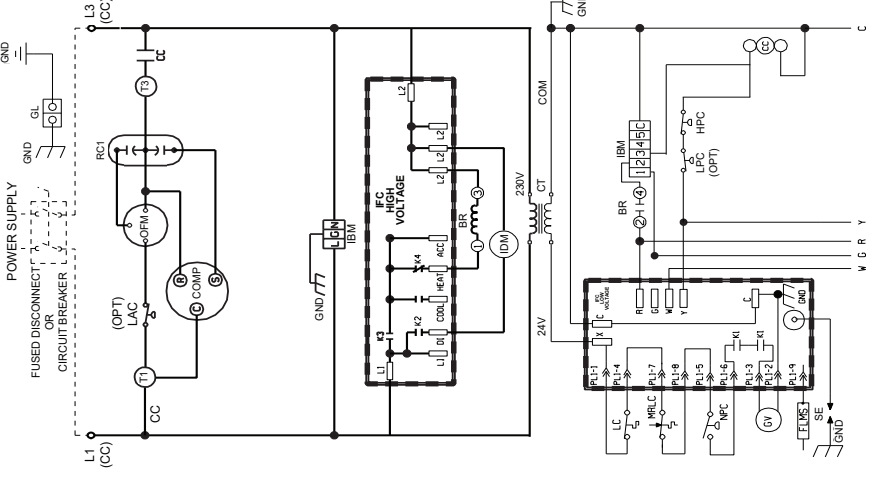 POWER SUPPLY
FUSED DISCONNECT
OR
CIRCUIT BREAKER
GND
GL
GND
L3
(CC)
L1
(CC)
CC
T3
RC1
OFM
R
COMP
S
C
(OPT)
LAC
T1
CC
GND
L G N
IBM
IFC
HIGH
VOLTAGE
L2
L2
L2
L2
K3
K4
K2
L1
L1
DI
COOL
HEAT
ACC
BR
1
3
IDM
230V
24V
CT
COM
GND
C
CC
IBM
1 2 3 4 5 C
BR
2
4
HPC
LPC
(OPT)
Y
R
G
W
IFC
LOW
VOLTAGE
R
G
W
Y
X
C
C
GND
K1
K1
PL1-1
PL1-4
PL1-7
PL1-8
PL1-5
PL1-6
PL1-3
PL1-2
PL1-9
LC
MRLC
NPC
GV
FLMS
SE
GND